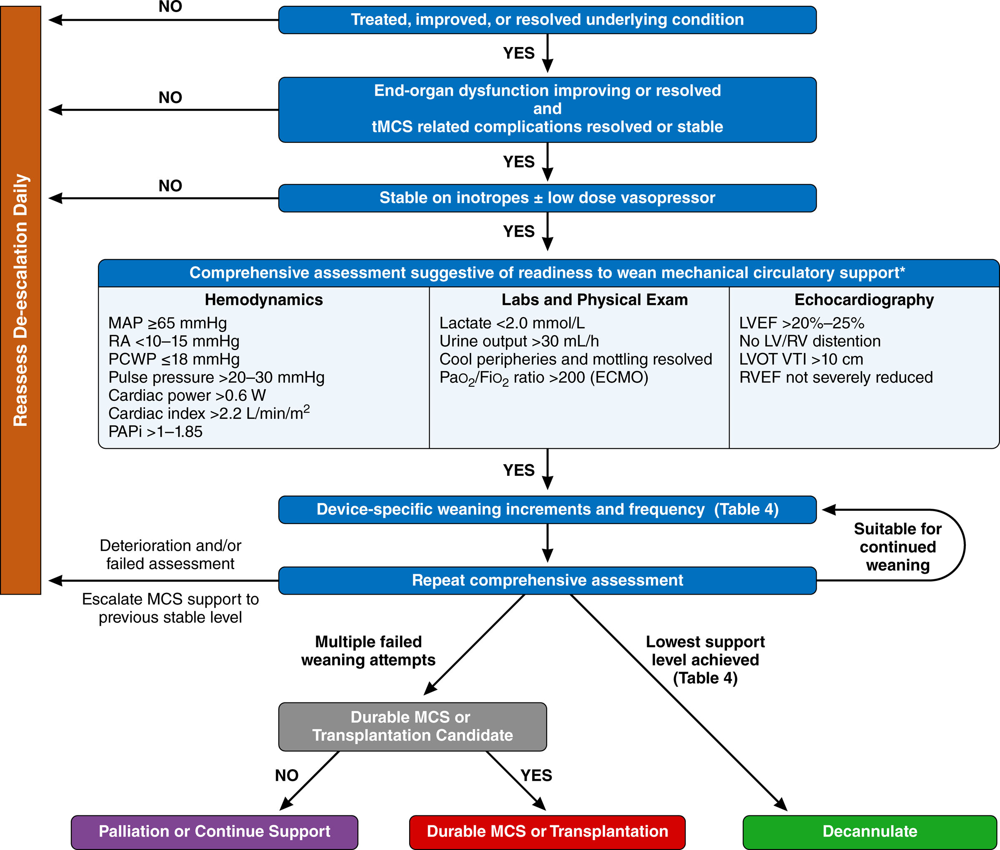 NO
Treated, improved, or resolved underlying condition
YES
NO
End-organ dysfunction improving or resolved
and
tMCS related complications resolved or stable
YES
NO
Stable on inotropes ± low dose vasopressor
YES
Reassess De-escalation Daily
Comprehensive assessment suggestive of readiness to wean mechanical circulatory support*
Hemodynamics
MAP ≥65 mmHg
RA <10–15 mmHg
PCWP ≤18 mmHg
Pulse pressure >20–30 mmHg
Cardiac power >0.6 W
Cardiac index >2.2 L/min/m²
PAPi >1–1.85
Labs and Physical Exam
Lactate <2.0 mmol/L
Urine output >30 mL/h
Cool peripheries and mottling resolved
PaO₂/FiO₂ ratio >200 (ECMO)
Echocardiography
LVEF >20%–25%
No LV/RV distention
LVOT VTI >10 cm
RVEF not severely reduced
YES
Device-specific weaning increments and frequency (Table 4)
Suitable for
continued
weaning
Deterioration and/or
failed assessment
Repeat comprehensive assessment
Escalate MCS support to
previous stable level
Multiple failed
weaning attempts
Lowest support
level achieved
(Table 4)
Durable MCS or
Transplantation Candidate
NO
YES
Palliation or Continue Support
Durable MCS or Transplantation
Decannulate